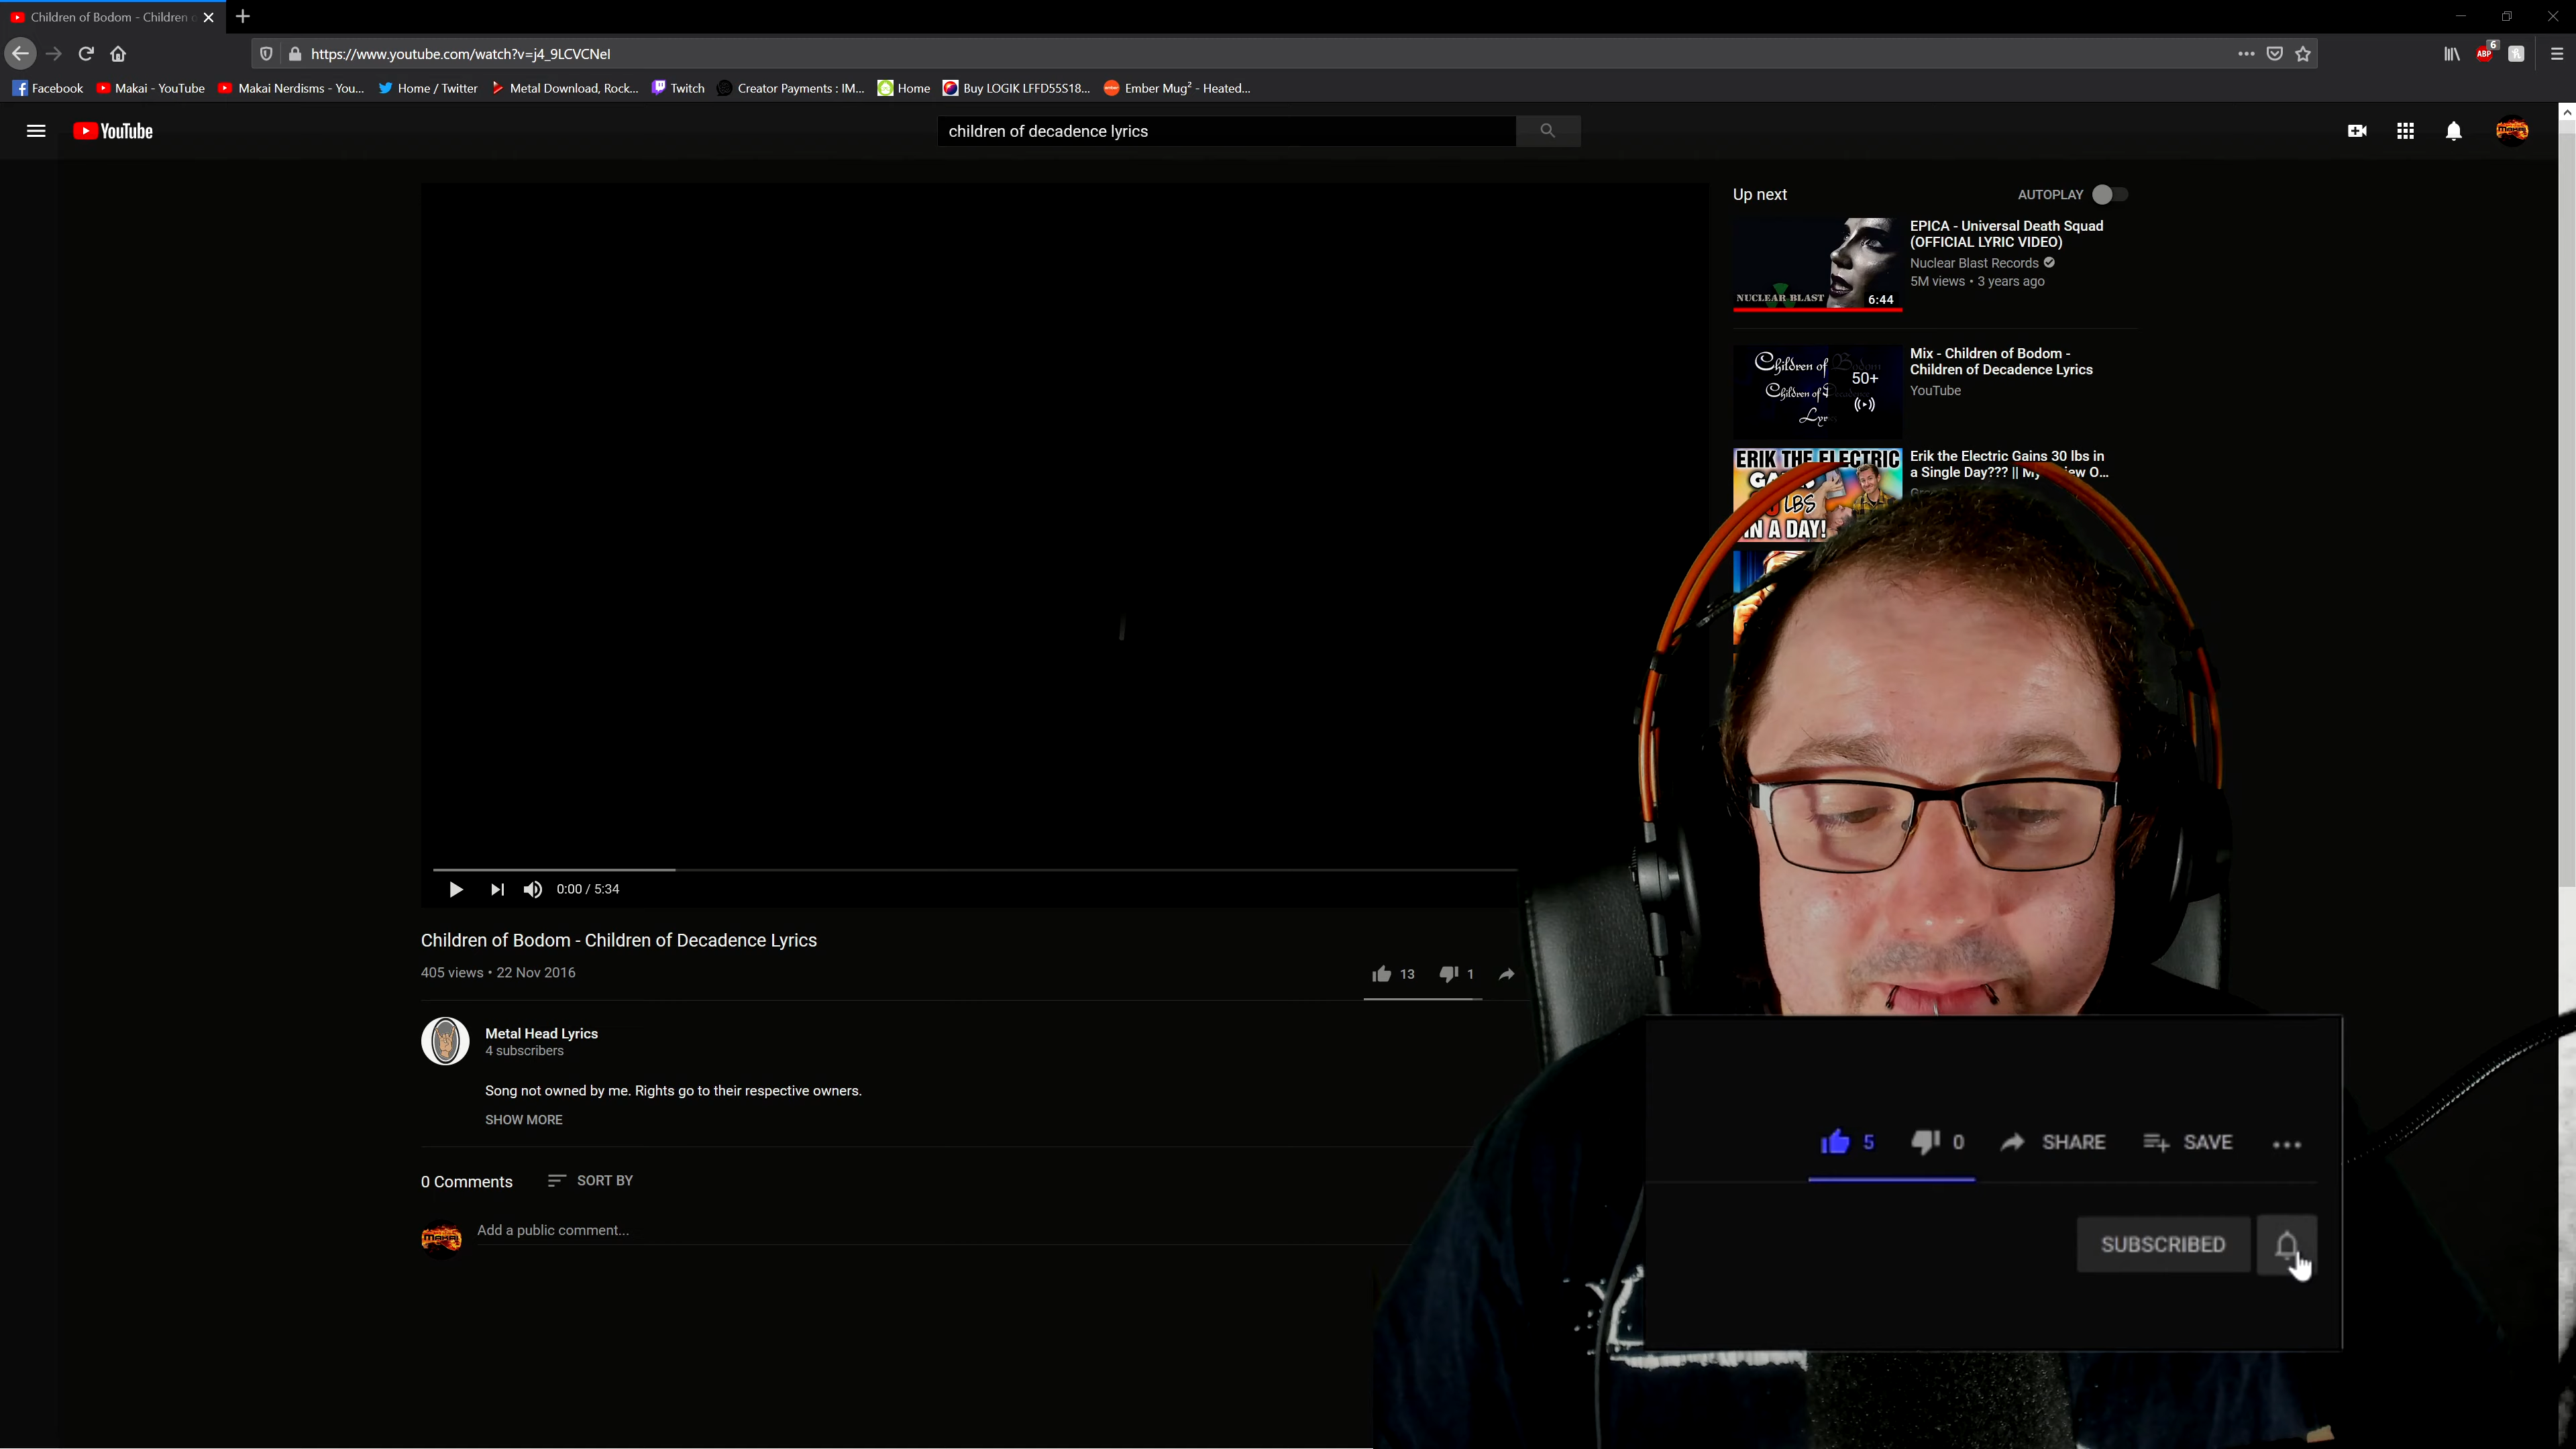 Children of Bodom - Children
https://www.youtube.com/watch?v=j4_9LCVCNeI
ABP
6
Facebook
Makai - YouTube
Makai Nerdisms - You...
Home / Twitter
Metal Download, Rock...
Twitch
Creator Payments : IM...
Home
Buy LOGIK LFFD55S18...
Ember Mug² - Heated...
YouTube
children of decadence lyrics
Up next
AUTOPLAY
EPICA - Universal Death Squad
(OFFICIAL LYRIC VIDEO)
Nuclear Blast Records
5M views • 3 years ago
NUCLEAR BLAST
6:44
Children of Bodom
Children of
50+
Mix - Children of Bodom -
Children of Decadence Lyrics
YouTube
ERIK THE ELECTRIC
LBS
IN A DAY!
Erik the Electric Gains 30 lbs in
a Single Day??? ||
0:00 / 5:34
Children of Bodom - Children of Decadence Lyrics
405 views • 22 Nov 2016
13
1
Metal Head Lyrics
4 subscribers
Song not owned by me. Rights go to their respective owners.
SHOW MORE
0 Comments
SORT BY
Add a public comment...
5
0
SHARE
SAVE
SUBSCRIBED